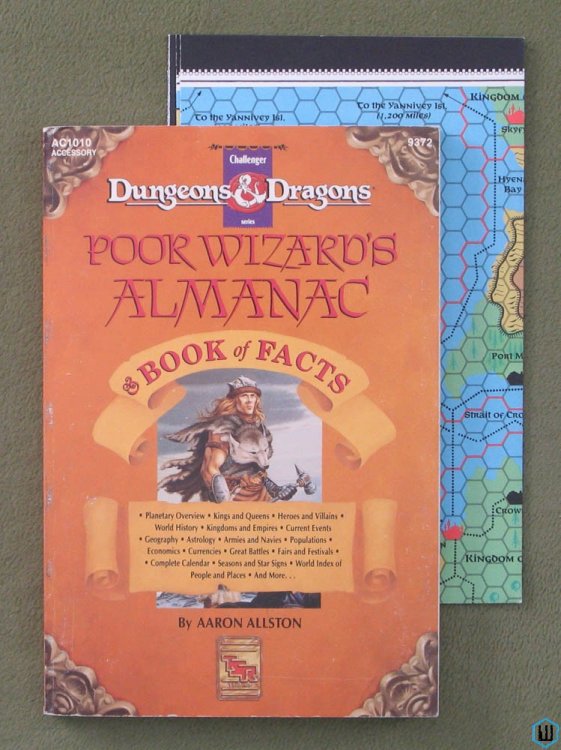 AC1010
ACCESSORY
9372
Challenger
Dungeons & Dragons
series
POOR WIZARD'S
ALMANAC
& BOOK of FACTS
• Planetary Overview • Kings and Queens • Heroes and Villains •
World History • Kingdoms and Empires • Current Events
• Geography • Astrology • Armies and Navies • Populations •
Economics • Currencies • Great Battles • Fairs and Festivals •
• Complete Calendar • Seasons and Star Signs • World Index of
People and Places • And More. . .
By AARON ALLSTON
TSR
To the Yannivey Isl.
To the Yannivey Isl.
(1,200 miles)
KINGDOM
Skyf
Hyen
Bay
Port M
Strait of Cro
Crow
KINGDOM
W